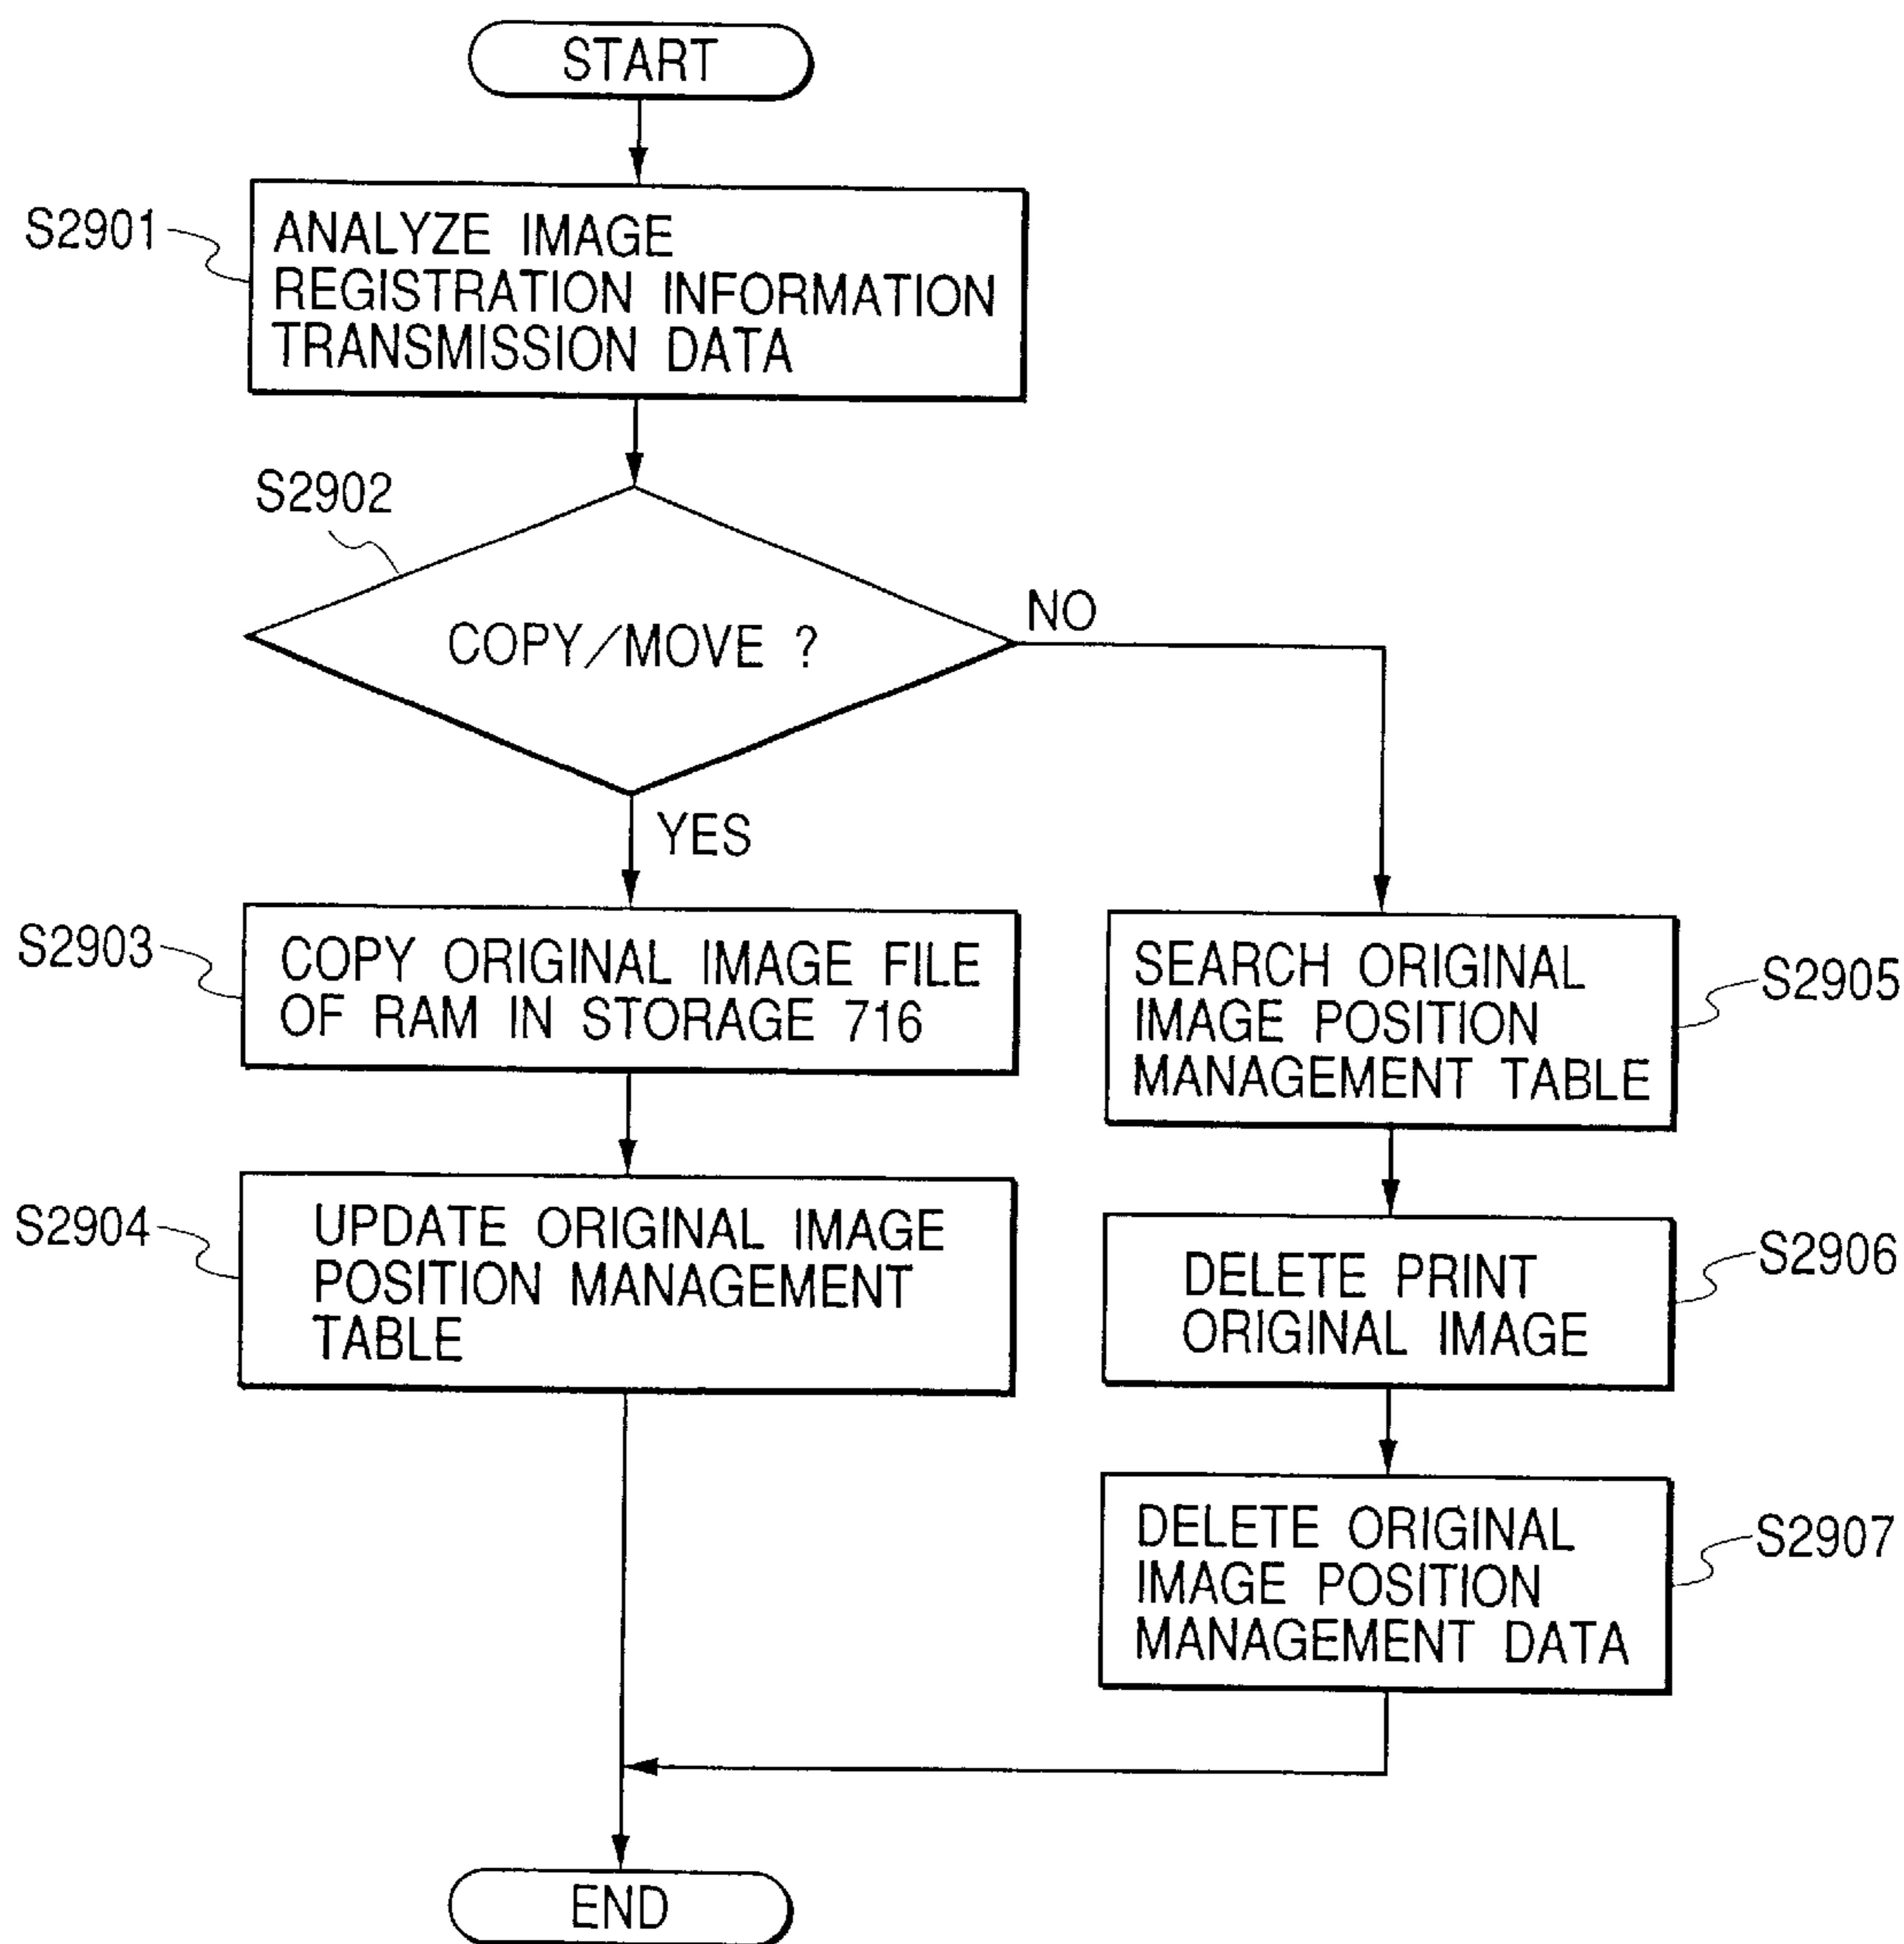 START
S2901
ANALYZE IMAGE
REGISTRATION INFORMATION
TRANSMISSION DATA
S2902
COPY/MOVE ?
NO
YES
S2903
COPY ORIGINAL IMAGE FILE
OF RAM IN STORAGE 716
S2904
UPDATE ORIGINAL IMAGE
POSITION MANAGEMENT
TABLE
SEARCH ORIGINAL
IMAGE POSITION
MANAGEMENT TABLE
S2905
DELETE PRINT
ORIGINAL IMAGE
S2906
DELETE ORIGINAL
IMAGE POSITION
MANAGEMENT DATA
S2907
END